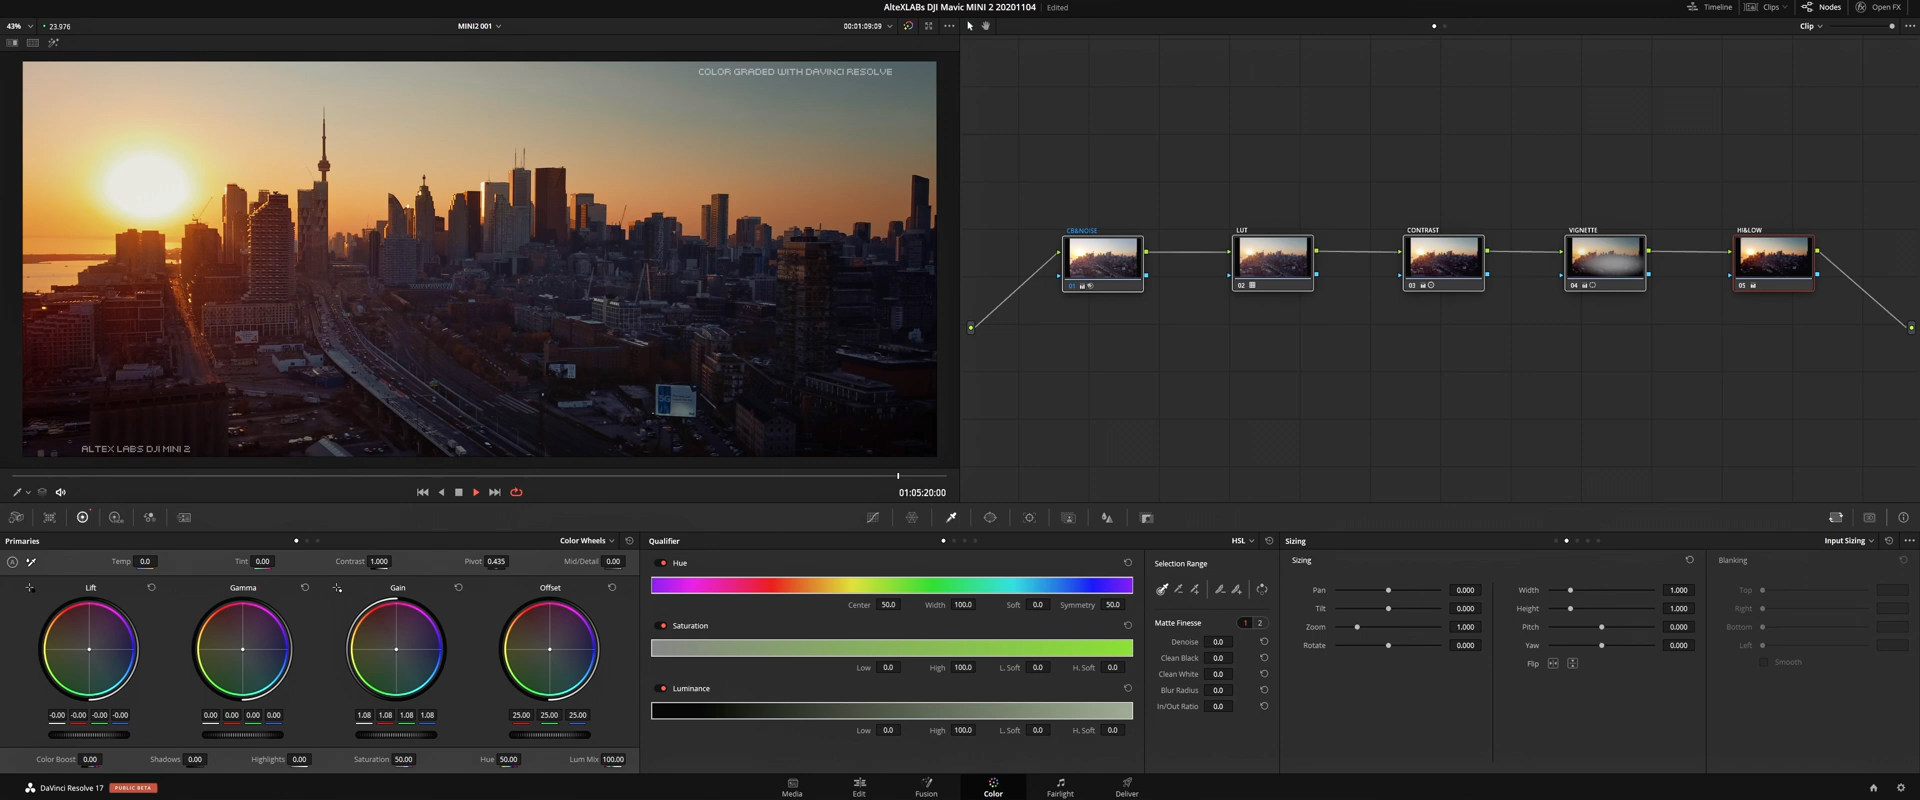 AlteXLABs DJI Mavic MINI 2 20201104 Edited
Timeline Clips Nodes Open FX
43% 23.976 MINI2 001 00:01:09:09 Clip
COLOR GRADED WITH DAVINCI RESOLVE
ALTEX LABS DJI MINI 2
CB&NOISE LUT CONTRAST VIGNETTE HI&LOW
01 02 03 04 05
01:05:20:00
Primaries Color Wheels
Temp 0.0 Tint 0.00 Contrast 1.000 Pivot 0.435 Mid/Detail 0.00
Lift Gamma Gain Offset
-0.00 -0.00 -0.00 -0.00 0.00 0.00 0.00 0.00 1.08 1.08 1.08 1.08 25.00 25.00 25.00
Color Boost 0.00 Shadows 0.00 Highlights 0.00 Saturation 50.00 Hue 50.00 Lum Mix 100.00
Qualifier HSL
Hue
Center 50.0 Width 100.0 Soft 0.0 Symmetry 50.0
Saturation
Low 0.0 High 100.0 L. Soft 0.0 H. Soft 0.0
Luminance
Low 0.0 High 100.0 L. Soft 0.0 H. Soft 0.0
Selection Range
Matte Finesse 1 2
Denoise 0.0
Clean Black 0.0
Clean White 0.0
Blur Radius 0.0
In/Out Ratio 0.0
Sizing Input Sizing
Sizing
Pan 0.000 Width 1.000
Tilt 0.000 Height 1.000
Zoom 1.000 Pitch 0.000
Rotate 0.000 Yaw 0.000
Flip
Blanking
Top
Right
Bottom
Left
Smooth
DaVinci Resolve 17 PUBLIC BETA
Media Edit Fusion Color Fairlight Deliver